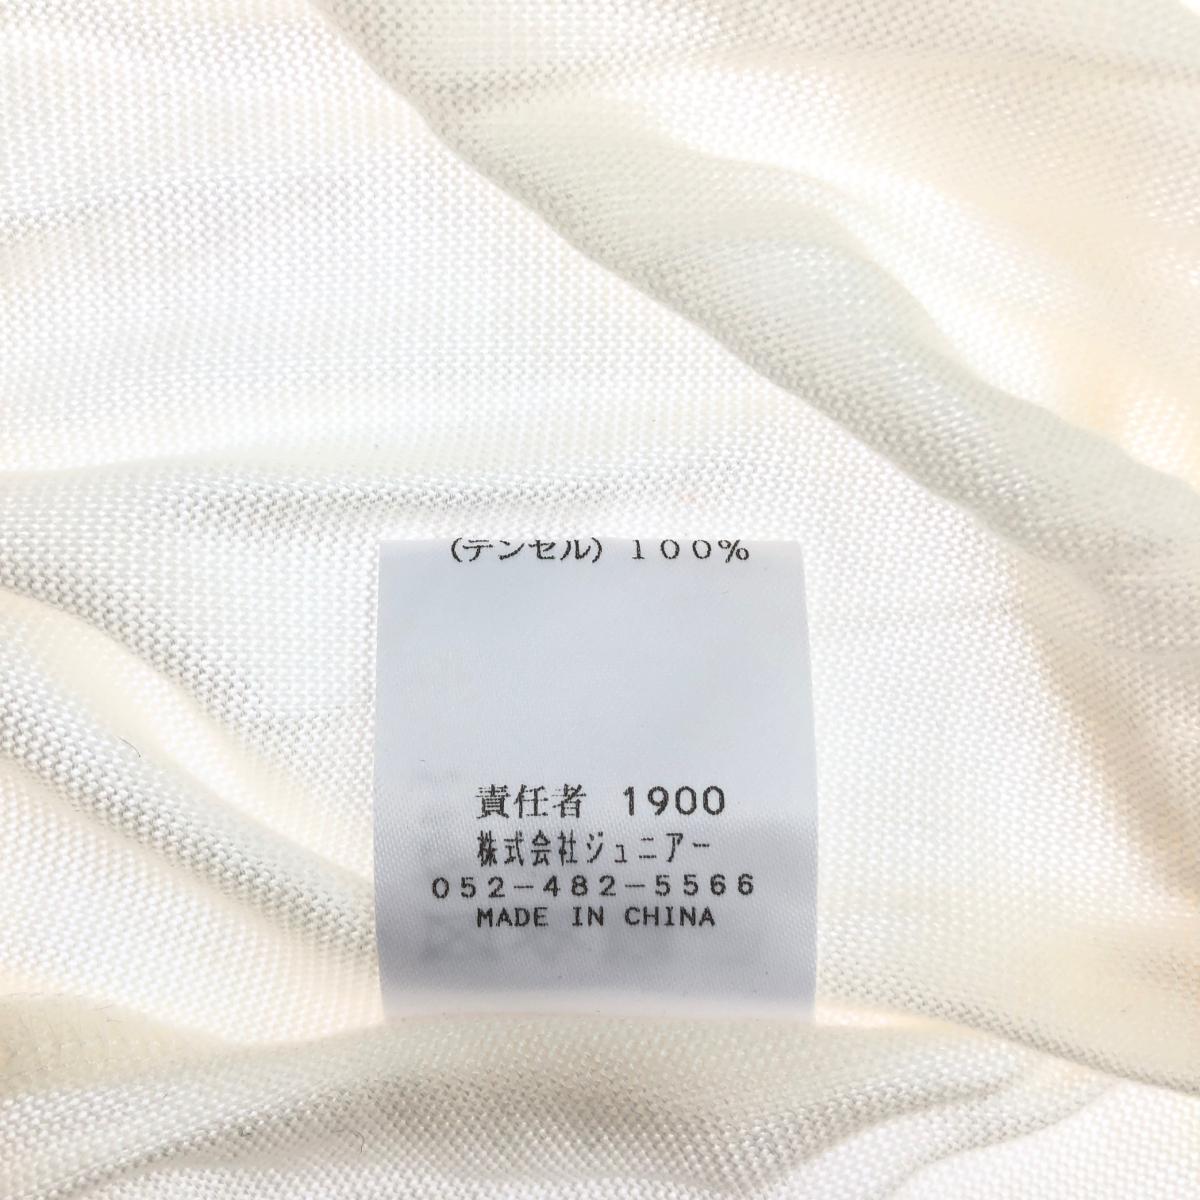 (テンセル) 100%
責任者 1900
株式会社ジュニアー
052-482-5566
MADE IN CHINA